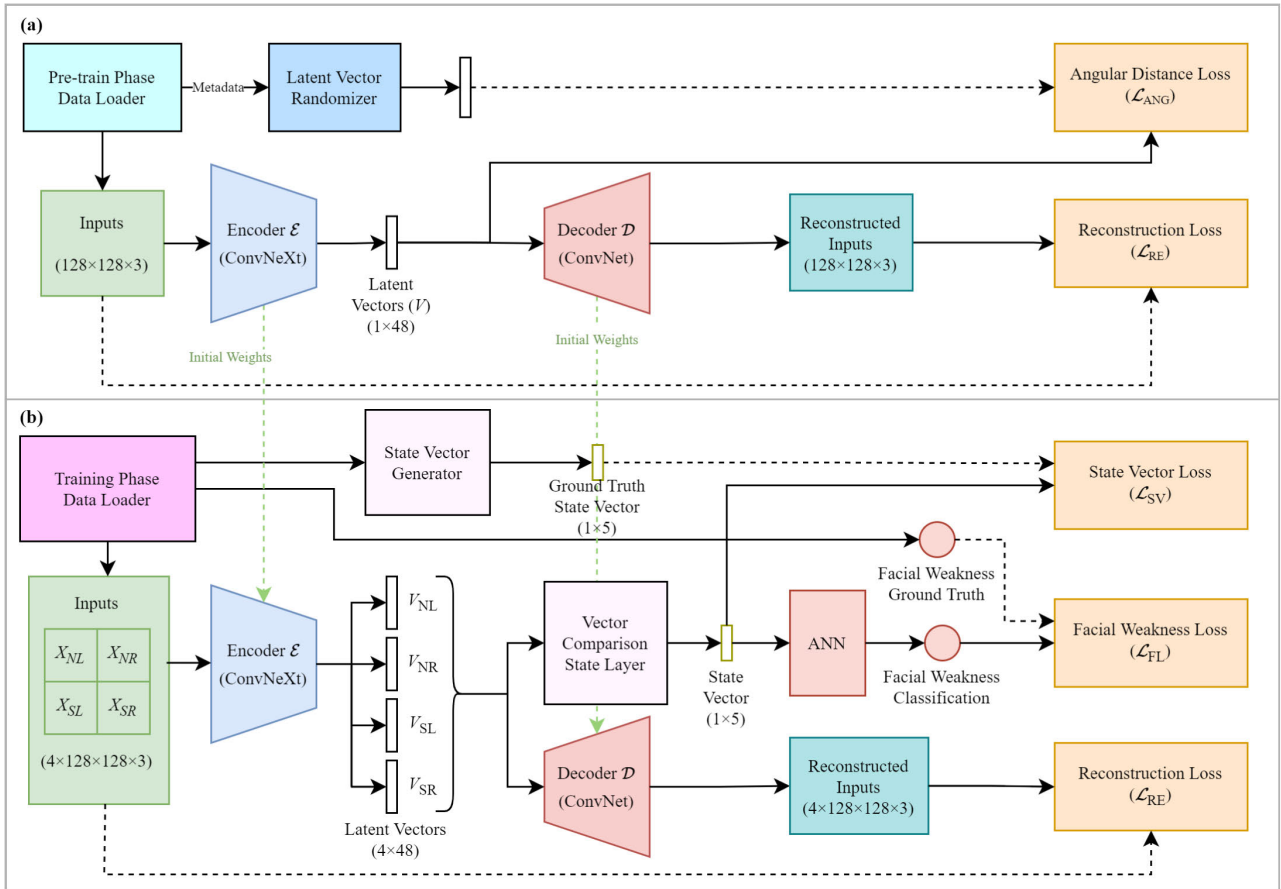 (a)
Pre-train Phase
Data Loader
Metadata
Latent Vector
Randomizer
Angular Distance Loss
(ℒANG)
Inputs
(128×128×3)
Encoder ℰ
(ConvNeXt)
Latent
Vectors (V)
(1×48)
Decoder 𝒟
(ConvNet)
Reconstructed
Inputs
(128×128×3)
Reconstruction Loss
(ℒRE)
Initial Weights
Initial Weights
(b)
Training Phase
Data Loader
State Vector
Generator
Ground Truth
State Vector
(1×5)
State Vector Loss
(ℒSV)
Facial Weakness
Ground Truth
Inputs
XNL XNR
XSL XSR
(4×128×128×3)
Encoder ℰ
(ConvNeXt)
VNL
VNR
VSL
VSR
Latent Vectors
(4×48)
Vector
Comparison
State Layer
State
Vector
(1×5)
ANN
Facial Weakness
Classification
Facial Weakness Loss
(ℒFL)
Decoder 𝒟
(ConvNet)
Reconstructed
Inputs
(4×128×128×3)
Reconstruction Loss
(ℒRE)